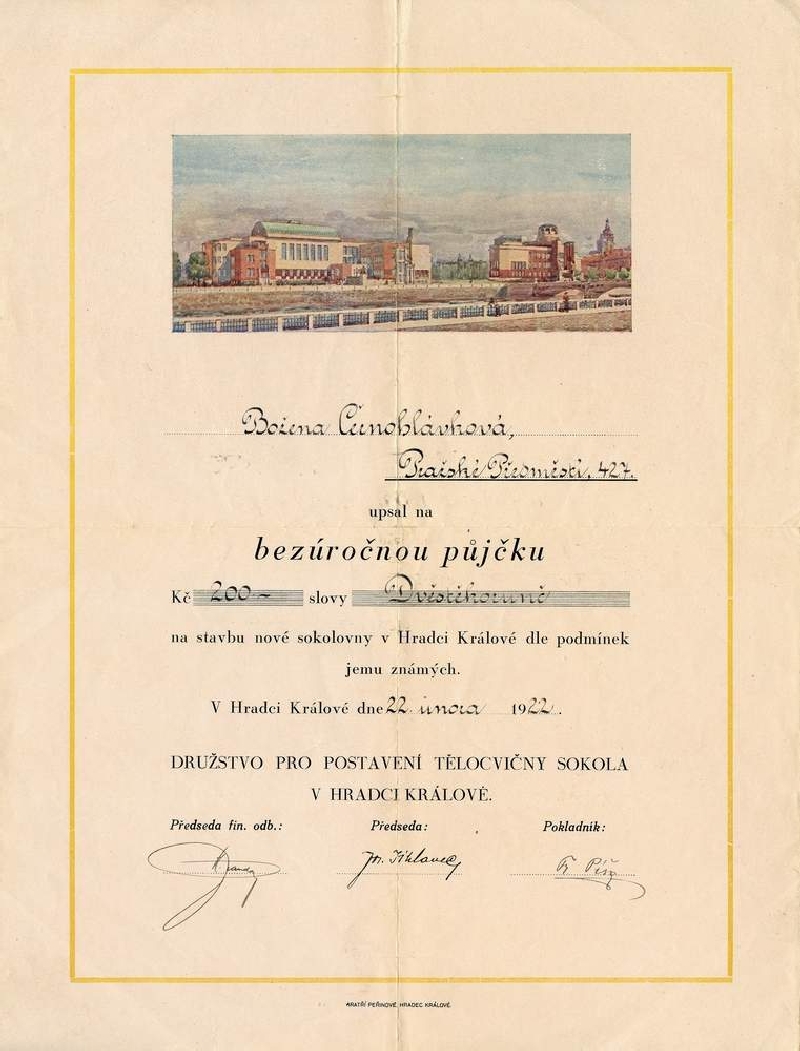 Božena Černohlávková,
Pražské Předměstí, 427.
upsal na
bezúročnou půjčku
Kč 200 — slovy Dvěstěkorunč
na stavbu nové sokolovny v Hradci Králové dle podmínek
jemu známých.
V Hradci Králové dne 22. února 1922.
DRUŽSTVO PRO POSTAVENÍ TĚLOCVIČNY SOKOLA
V HRADCI KRÁLOVÉ.
Předseda fin. odb.: Předseda: Pokladník:
BRATŘÍ PEŘINOVÉ, HRADEC KRÁLOVÉ.